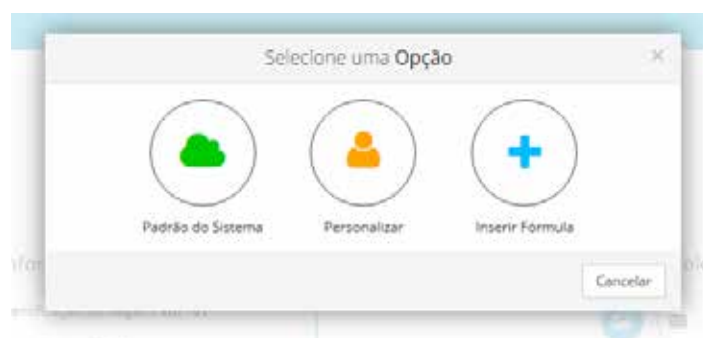 Selecione uma Opção
Padrão do Sistema
Personalizar
Inserir Fórmula
Cancelar